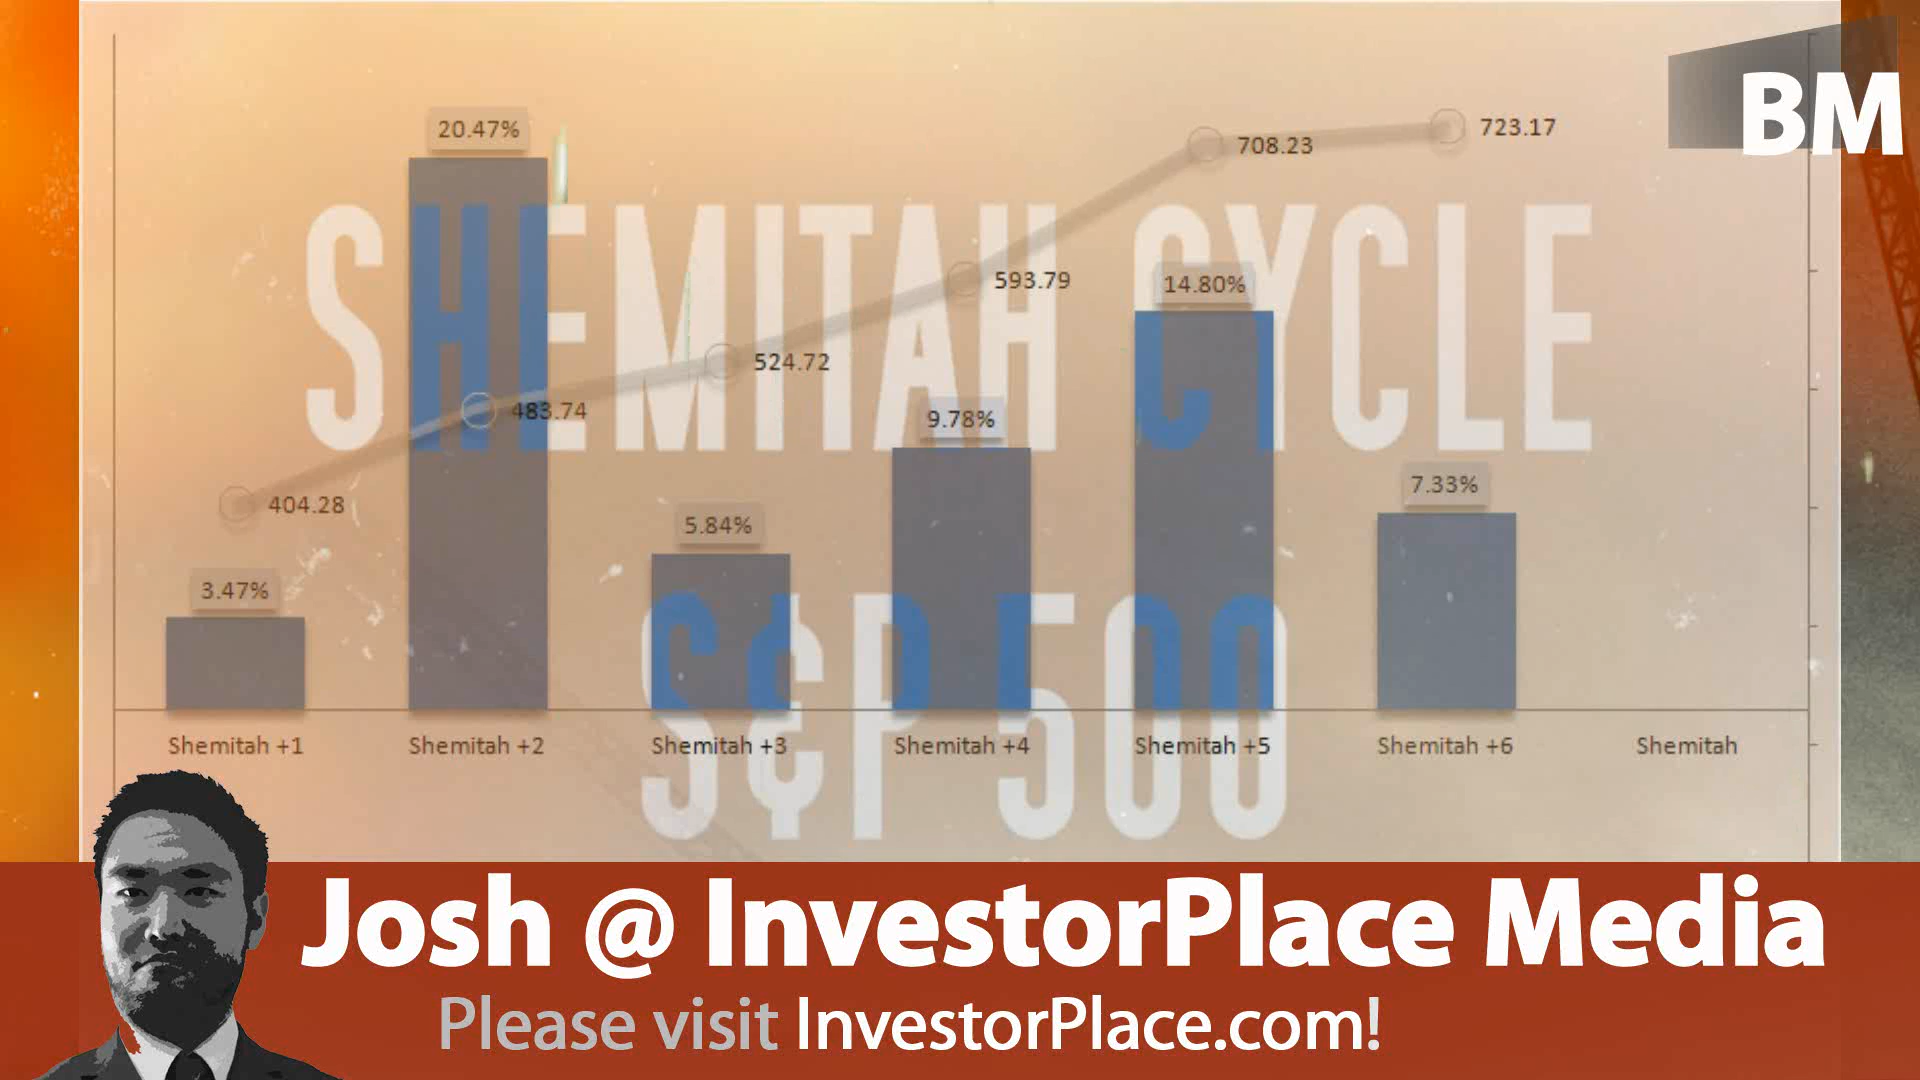 BM
20.47%
723.17
708.23
SHEMITAH CYCLE
593.79
14.80%
524.72
483.74
9.78%
7.33%
404.28
5.84%
3.47%
S&P 500
Shemitah +1 Shemitah +2 Shemitah +3 Shemitah +4 Shemitah +5 Shemitah +6 Shemitah
Josh @ InvestorPlace Media
Please visit InvestorPlace.com!